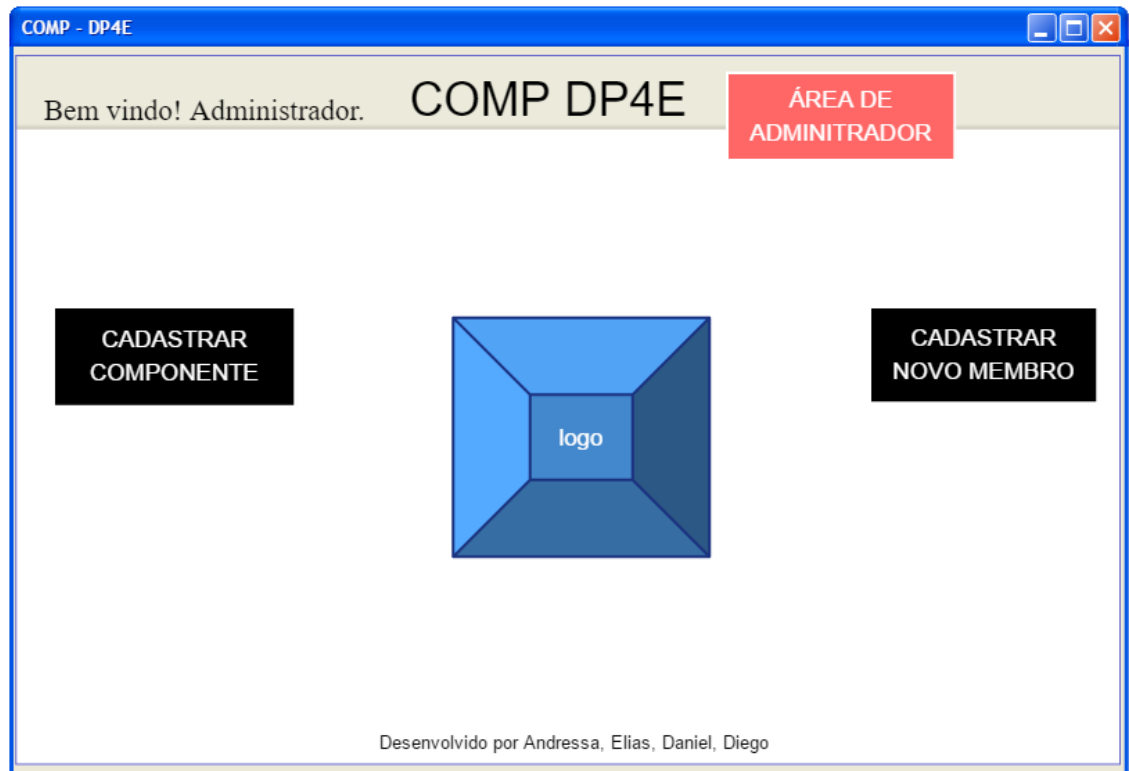 COMP - DP4E
Bem vindo! Administrador.
COMP DP4E
ÁREA DE
ADMINITRADOR
CADASTRAR
COMPONENTE
logo
CADASTRAR
NOVO MEMBRO
Desenvolvido por Andressa, Elias, Daniel, Diego